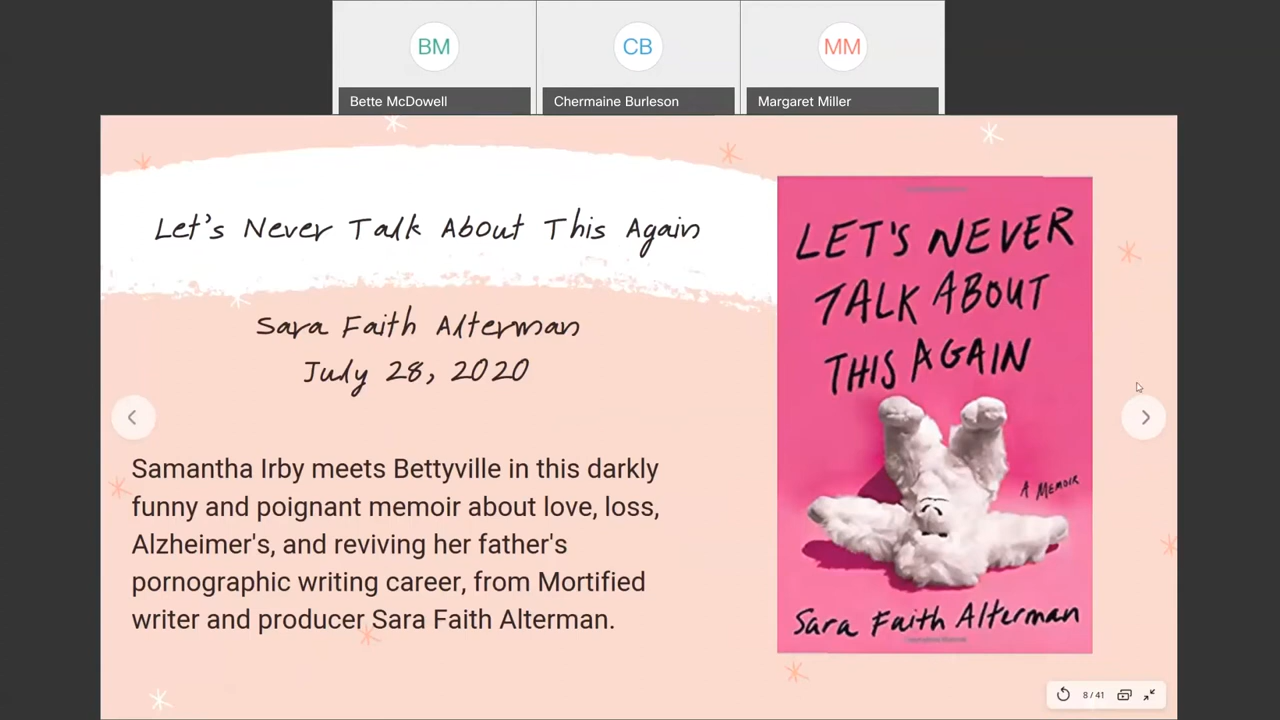 BM
CB
MM
Bette McDowell
Chermaine Burleson
Margaret Miller
Let's Never Talk About This Again
Sara Faith Alterman
July 28, 2020
Samantha Irby meets Bettyville in this darkly
funny and poignant memoir about love, loss,
Alzheimer's, and reviving her father's
pornographic writing career, from Mortified
writer and producer Sara Faith Alterman.
LET'S NEVER
TALK ABOUT
THIS AGAIN
A MEMOIR
Sara Faith Alterman
8 / 41